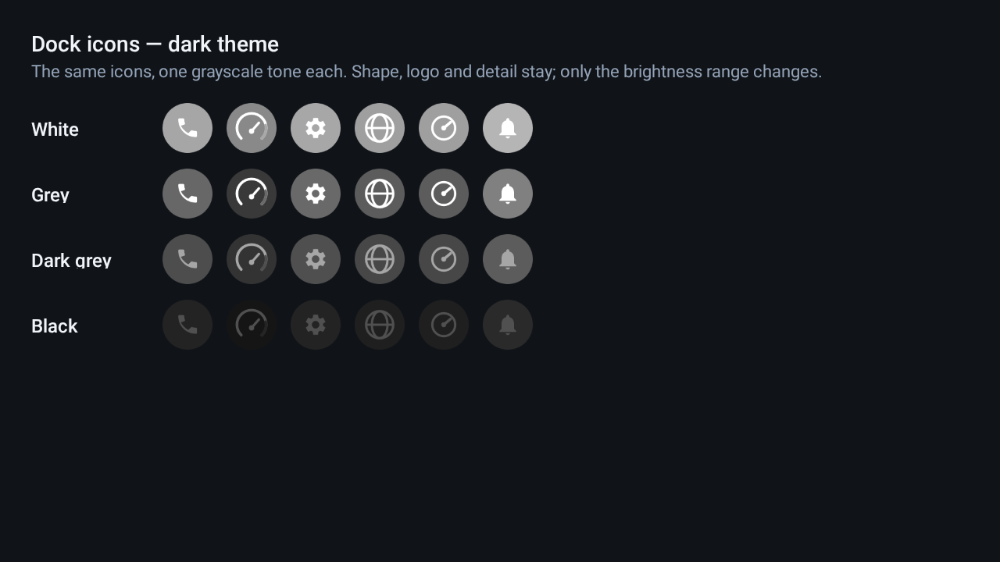 Dock icons — dark theme
The same icons, one grayscale tone each. Shape, logo and detail stay; only the brightness range changes.
White
Grey
Dark grey
Black